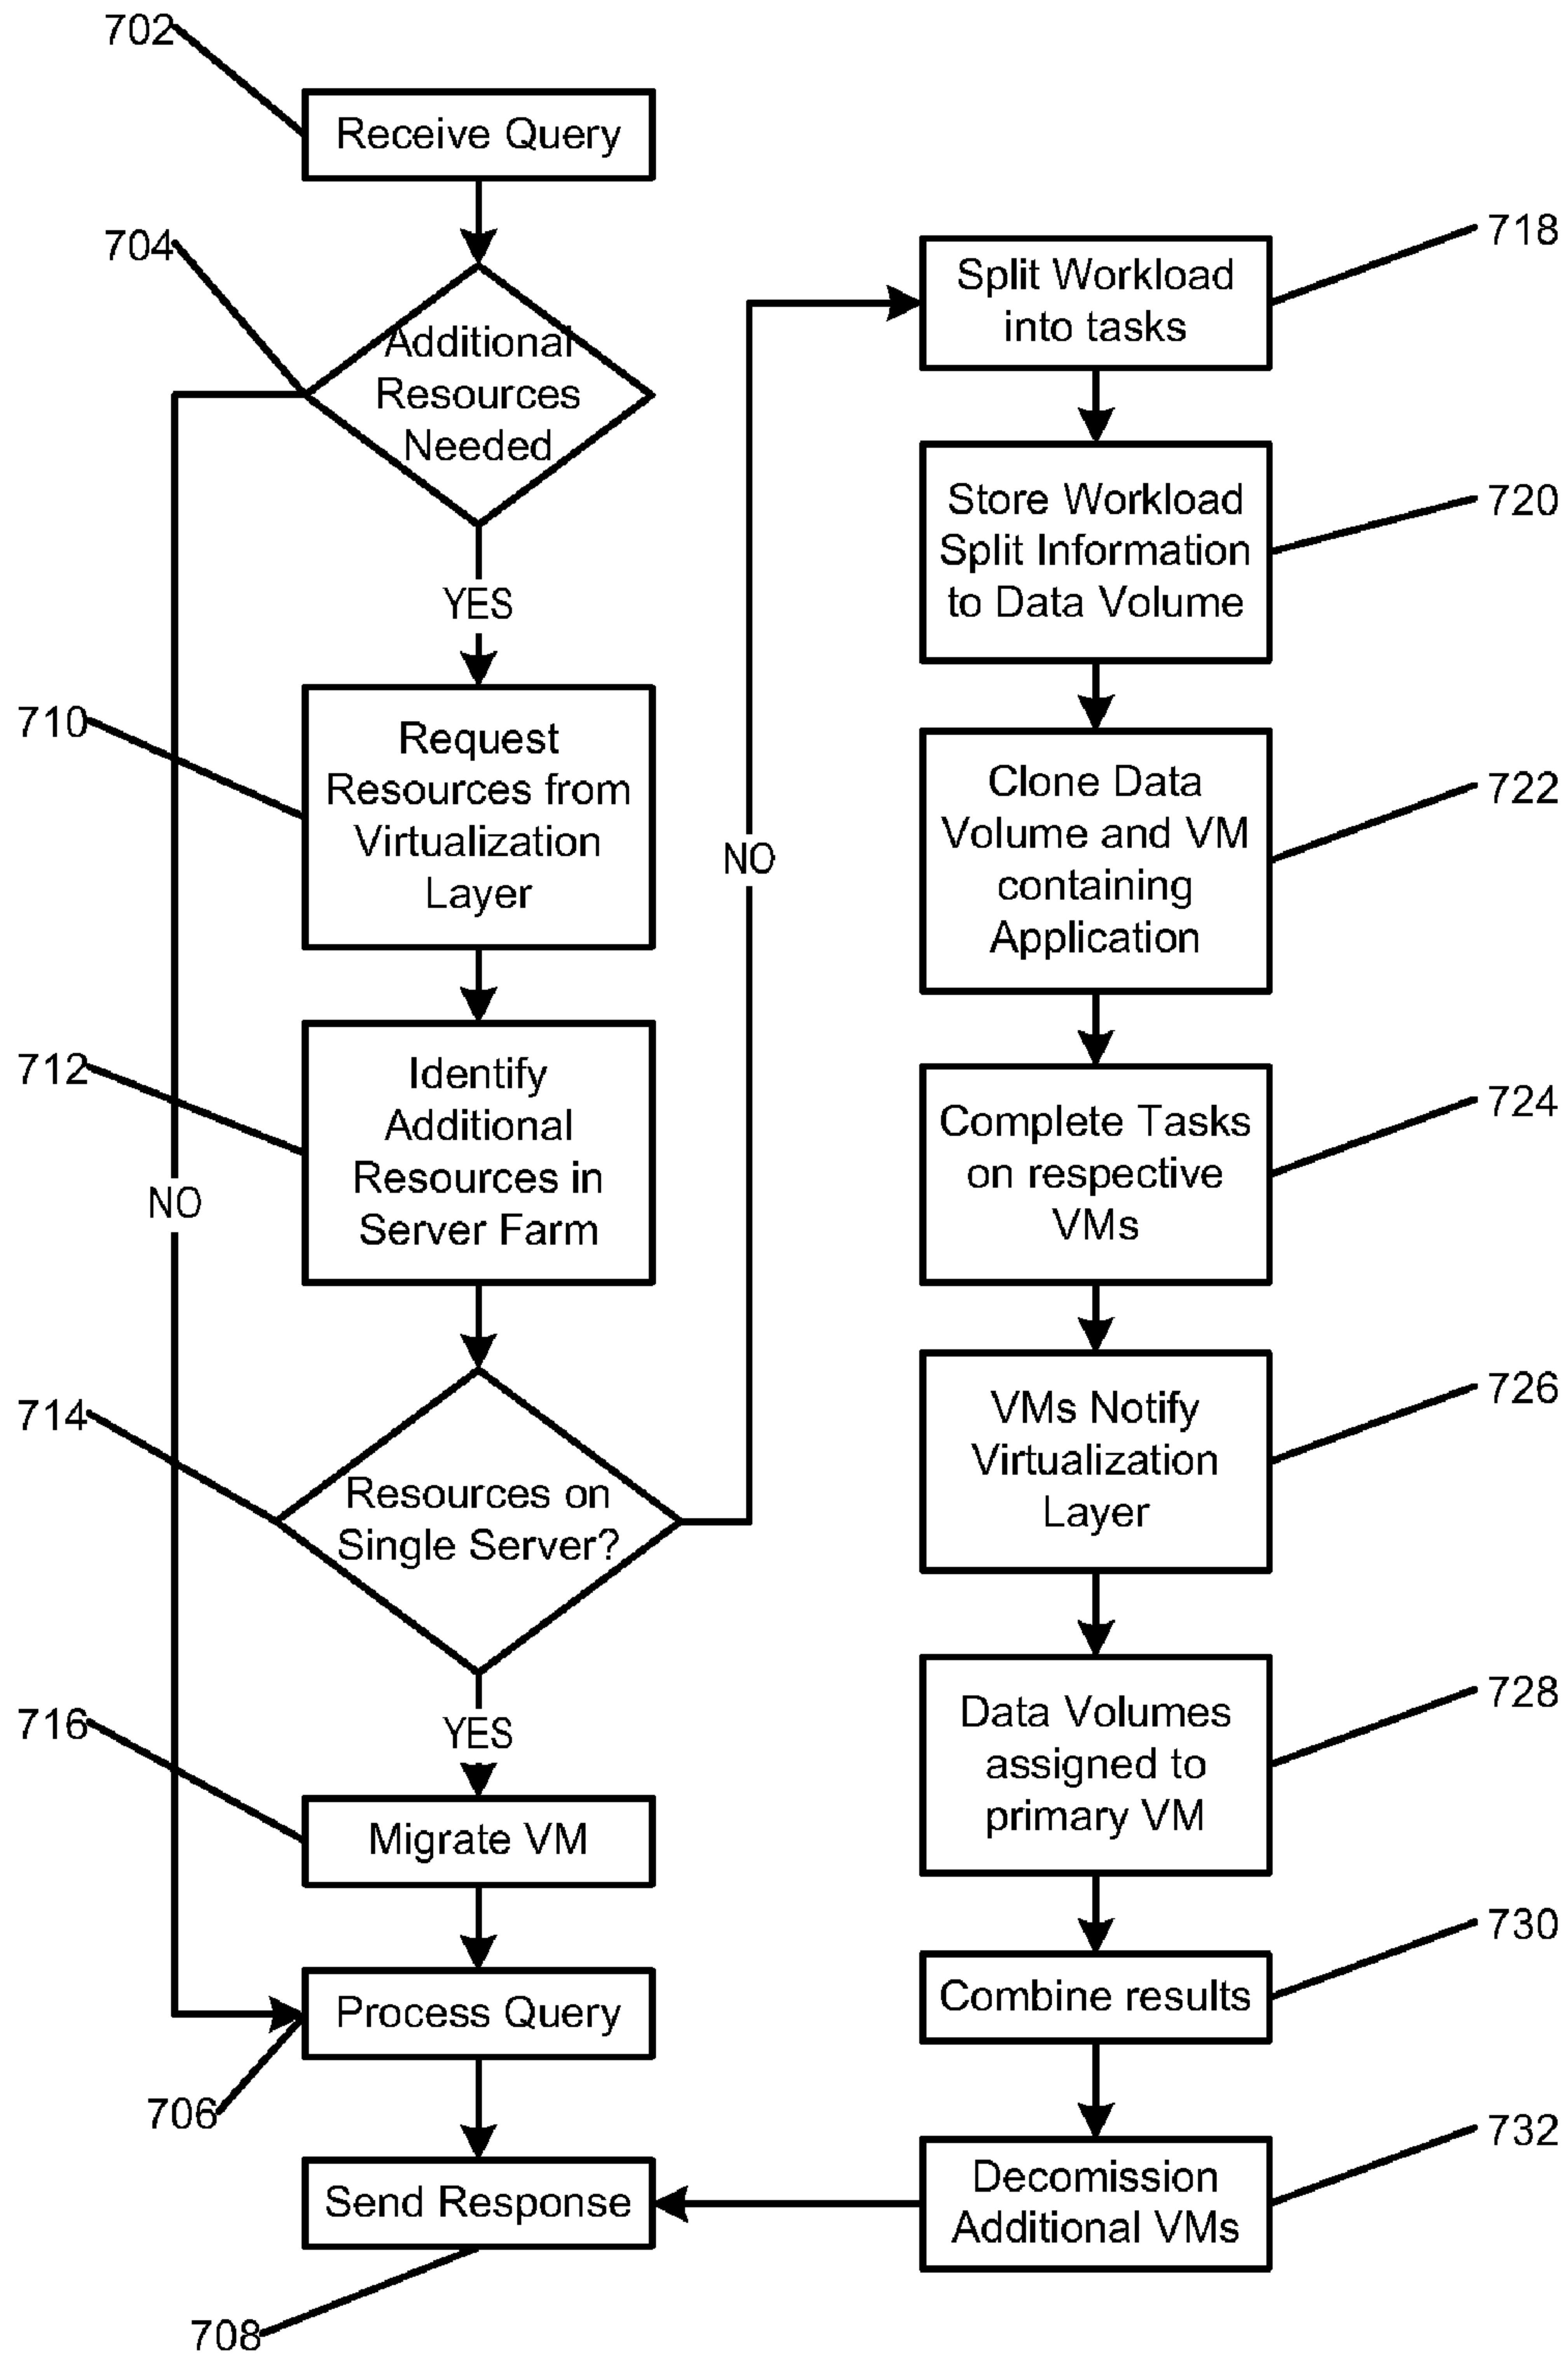 702
Receive Query
704
Additional
Resources
Needed
YES
710
Request
Resources from
Virtualization
Layer
712
Identify
Additional
Resources in
Server Farm
NO
714
Resources on
Single Server?
NO
YES
716
Migrate VM
Process Query
706
Send Response
708
718
Split Workload
into tasks
720
Store Workload
Split Information
to Data Volume
722
Clone Data
Volume and VM
containing
Application
724
Complete Tasks
on respective
VMs
726
VMs Notify
Virtualization
Layer
728
Data Volumes
assigned to
primary VM
730
Combine results
732
Decomission
Additional VMs